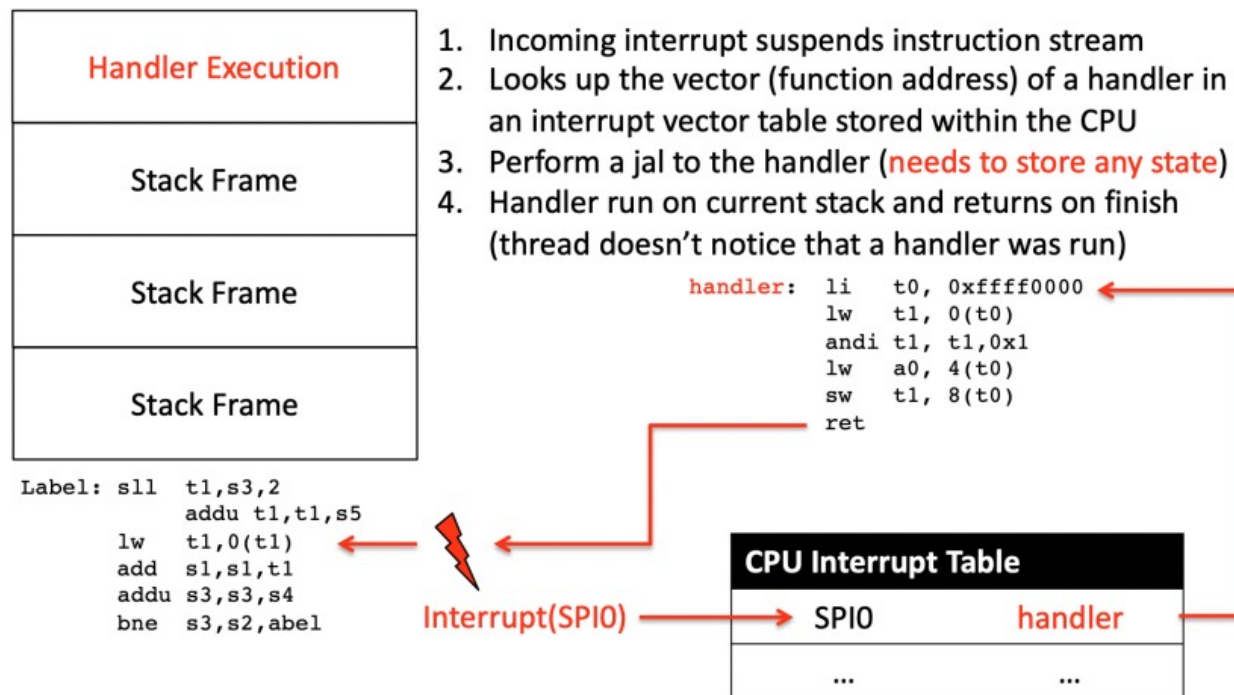 Handler Execution
Stack Frame
Stack Frame
Stack Frame
1. Incoming interrupt suspends instruction stream
2. Looks up the vector (function address) of a handler in
an interrupt vector table stored within the CPU
3. Perform a jal to the handler (needs to store any state)
4. Handler run on current stack and returns on finish
(thread doesn't notice that a handler was run)
handler: li t0, 0xffff0000
lw t1, 0(t0)
andi t1, t1,0x1
lw a0, 4(t0)
sw t1, 8(t0)
ret
Label: sll t1,s3,2
addu t1,t1,s5
lw t1,0(t1)
add s1,s1,t1
addu s3,s3,s4
bne s3,s2,abel
Interrupt(SPI0)
CPU Interrupt Table
SPI0 handler
... ...